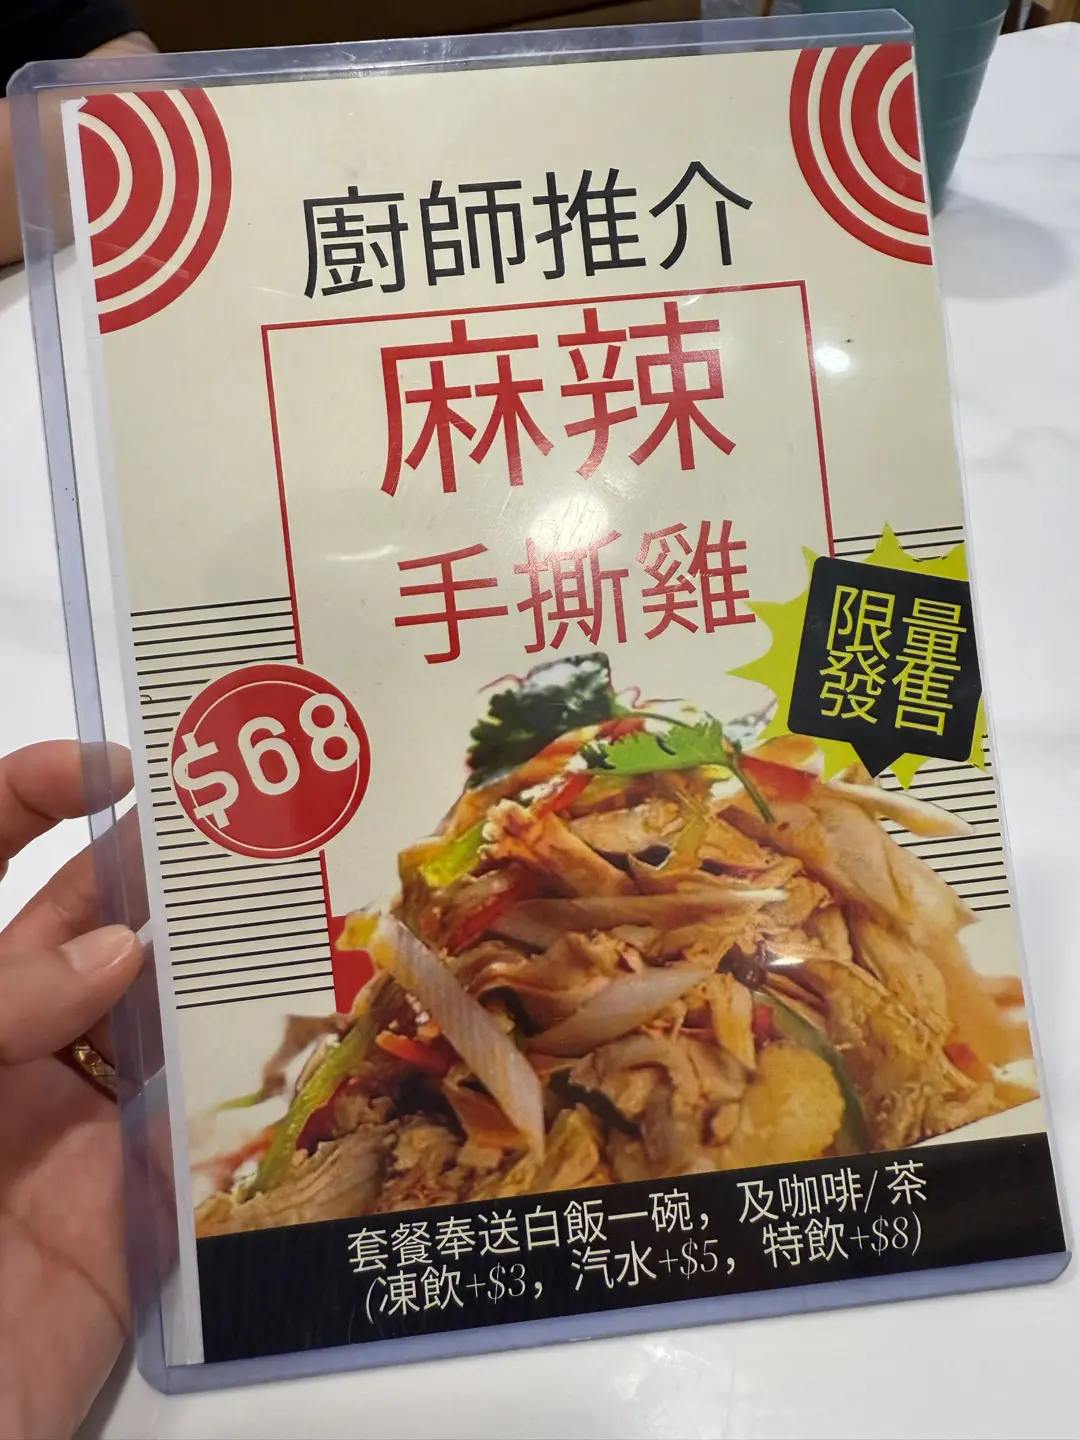 廚師推介
麻辣
手撕雞
$68
限量
發售
套餐奉送白飯一碗，及咖啡/茶
(凍飲+$3，汽水+$5，特飲+$8)